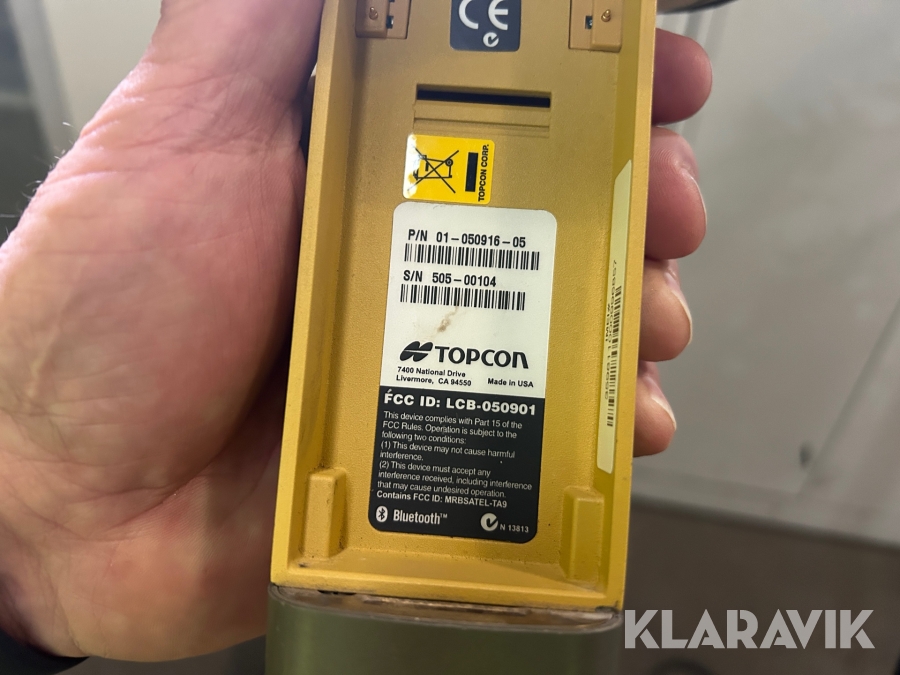 CE
TOPCON CORP.
P/N 01-050916-05
S/N 505-00104
TOPCON
7400 National Drive
Livermore, CA 94550 Made in USA
FCC ID: LCB-050901
This device complies with Part 15 of the
FCC Rules. Operation is subject to the
following two conditions:
(1) This device may not cause harmful
interference.
(2) This device must accept any
interference received, including interference
that may cause undesired operation.
Contains FCC ID: MRBSATEL-TA9
Bluetooth™
N 13813
KLARAVIK